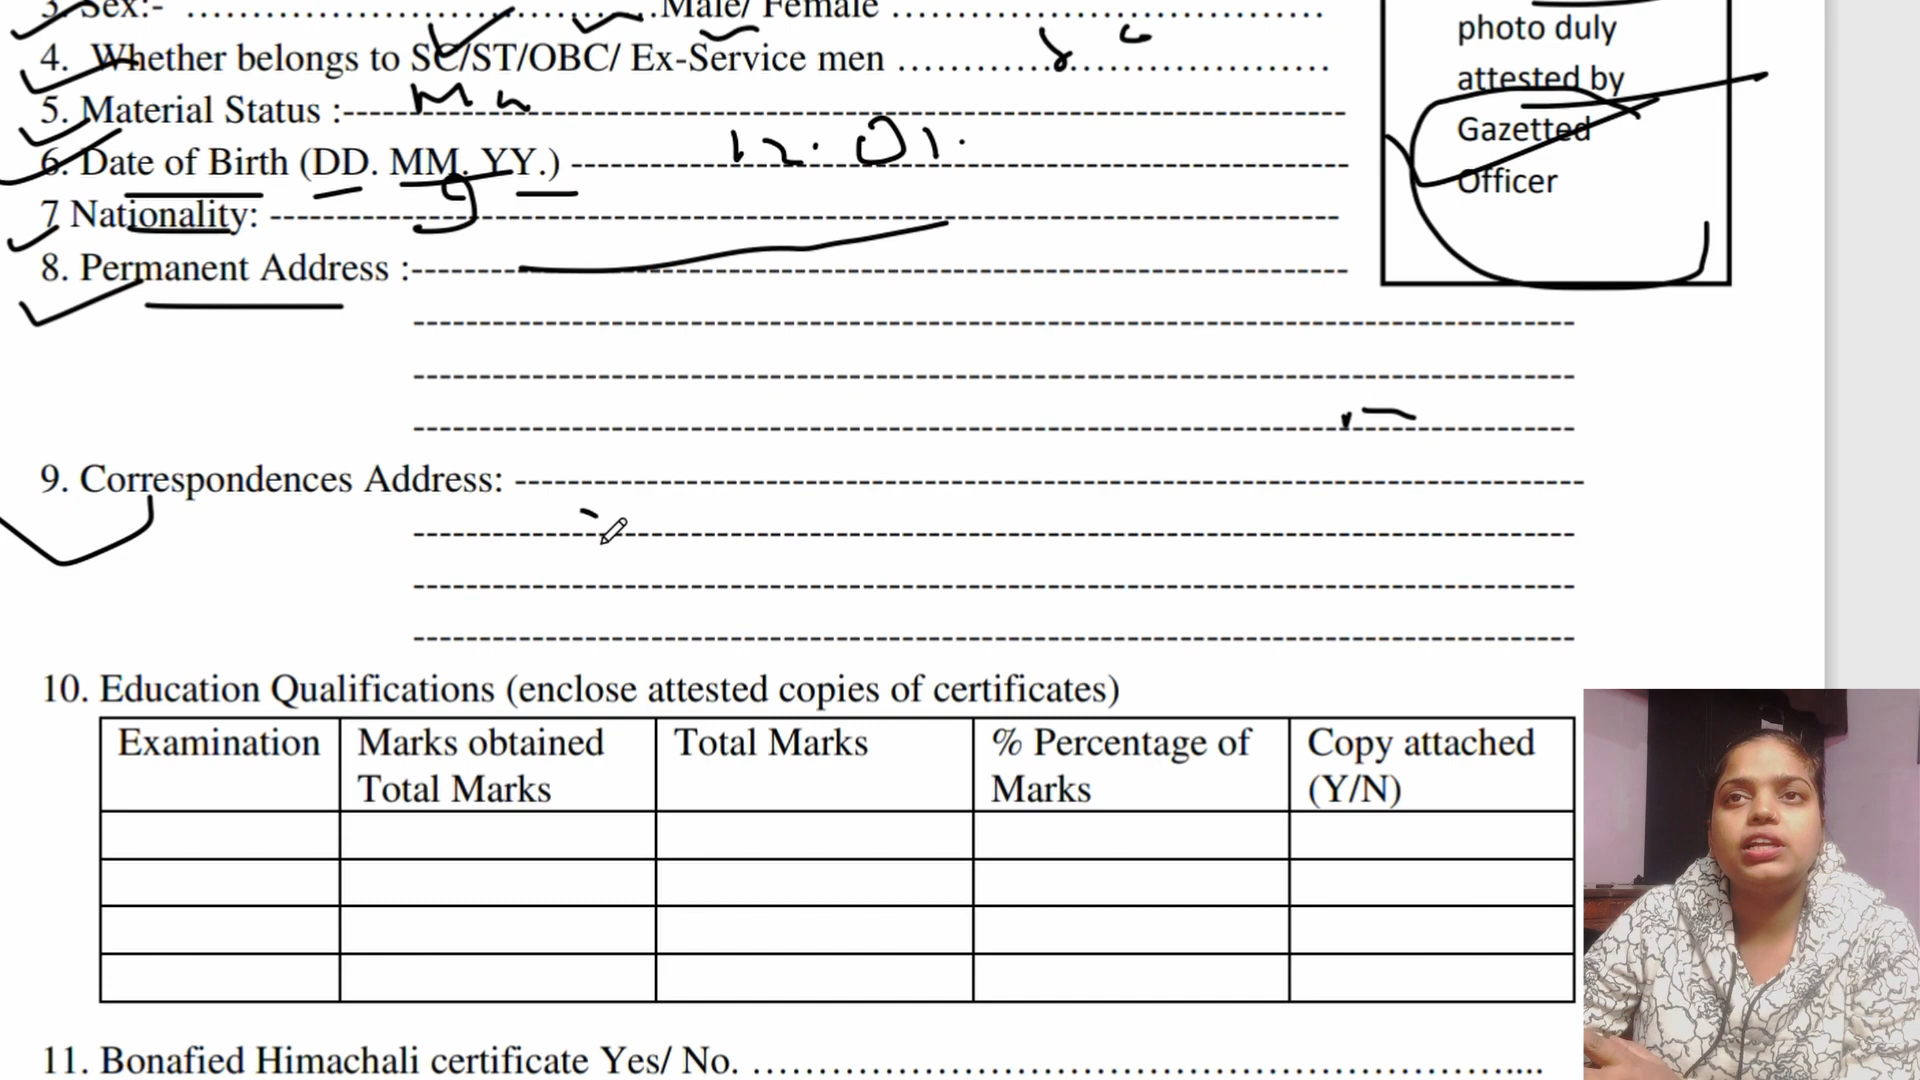 3. Sex:- ..........................................Male/ Female ..........................................
photo duly
4. Whether belongs to SC/ST/OBC/ Ex-Service men ..........................................
attested by
5. Material Status :------------------------------------------------------------
Gazetted
6. Date of Birth (DD. MM. YY.) ------------------------------------------------------------
12. 01.
Officer
7 Nationality: ------------------------------------------------------------
8. Permanent Address :------------------------------------------------------------
9. Correspondences Address: ------------------------------------------------------------
10. Education Qualifications (enclose attested copies of certificates)
Examination
Marks obtained
Total Marks
Total Marks
% Percentage of
Marks
Copy attached
(Y/N)
11. Bonafied Himachali certificate Yes/ No. ............................................................